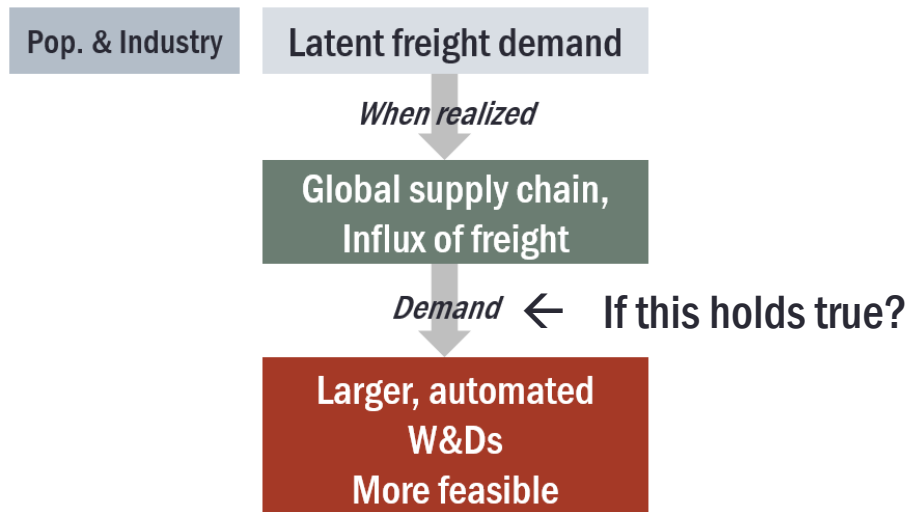 Pop. & Industry
Latent freight demand
When realized
Global supply chain,
Influx of freight
Demand ← If this holds true?
Larger, automated
W&Ds
More feasible